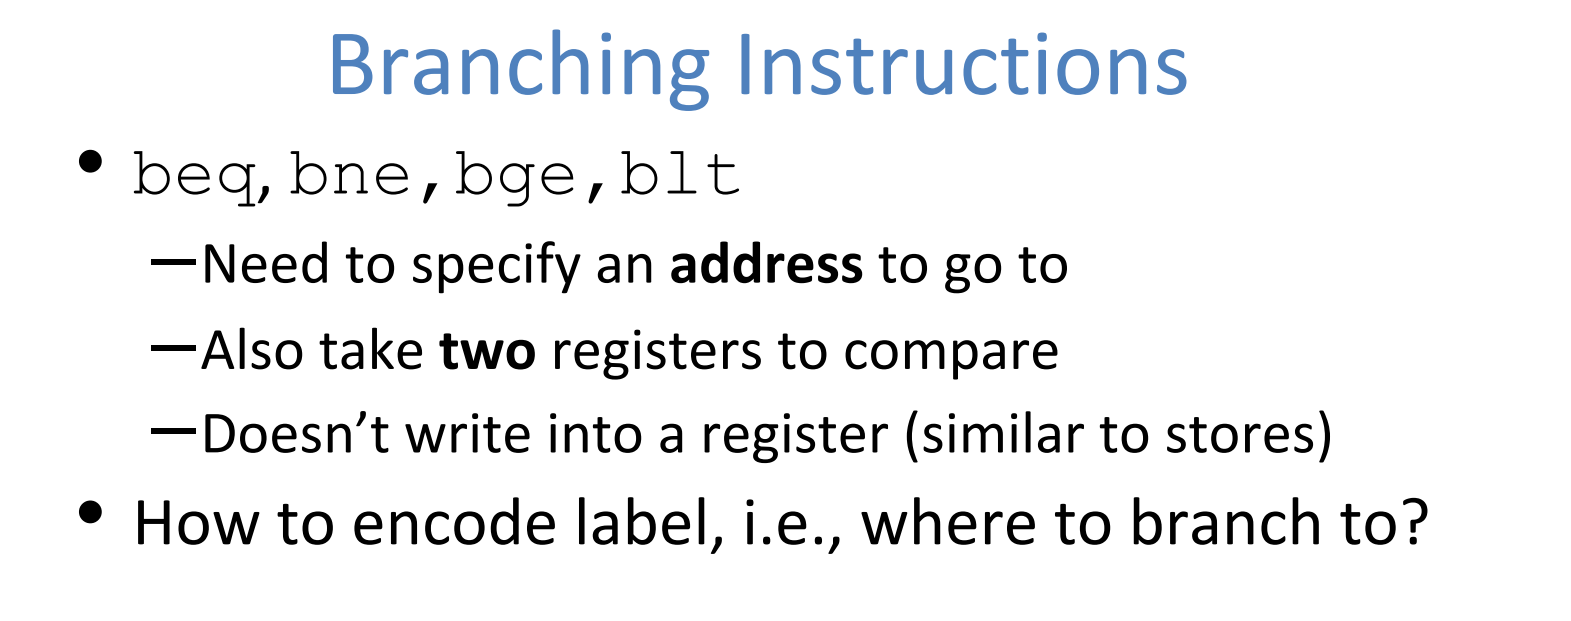 Branching Instructions
• beq, bne,bge,blt
—Need to specify an address to go to
—Also take two registers to compare
—Doesn’t write into a register (similar to stores)
• How to encode label, i.e., where to branch to?